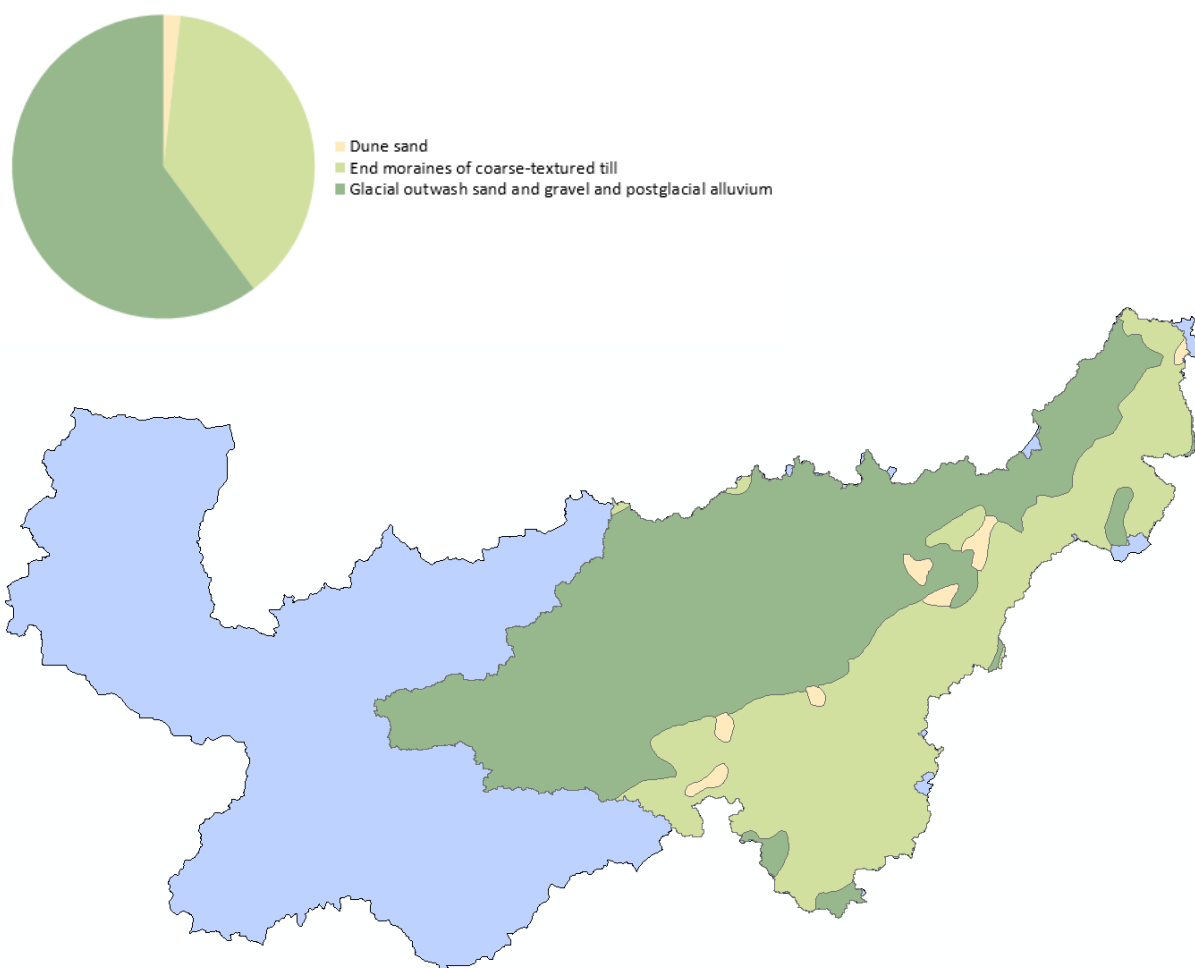 Dune sand
End moraines of coarse-textured till
Glacial outwash sand and gravel and postglacial alluvium